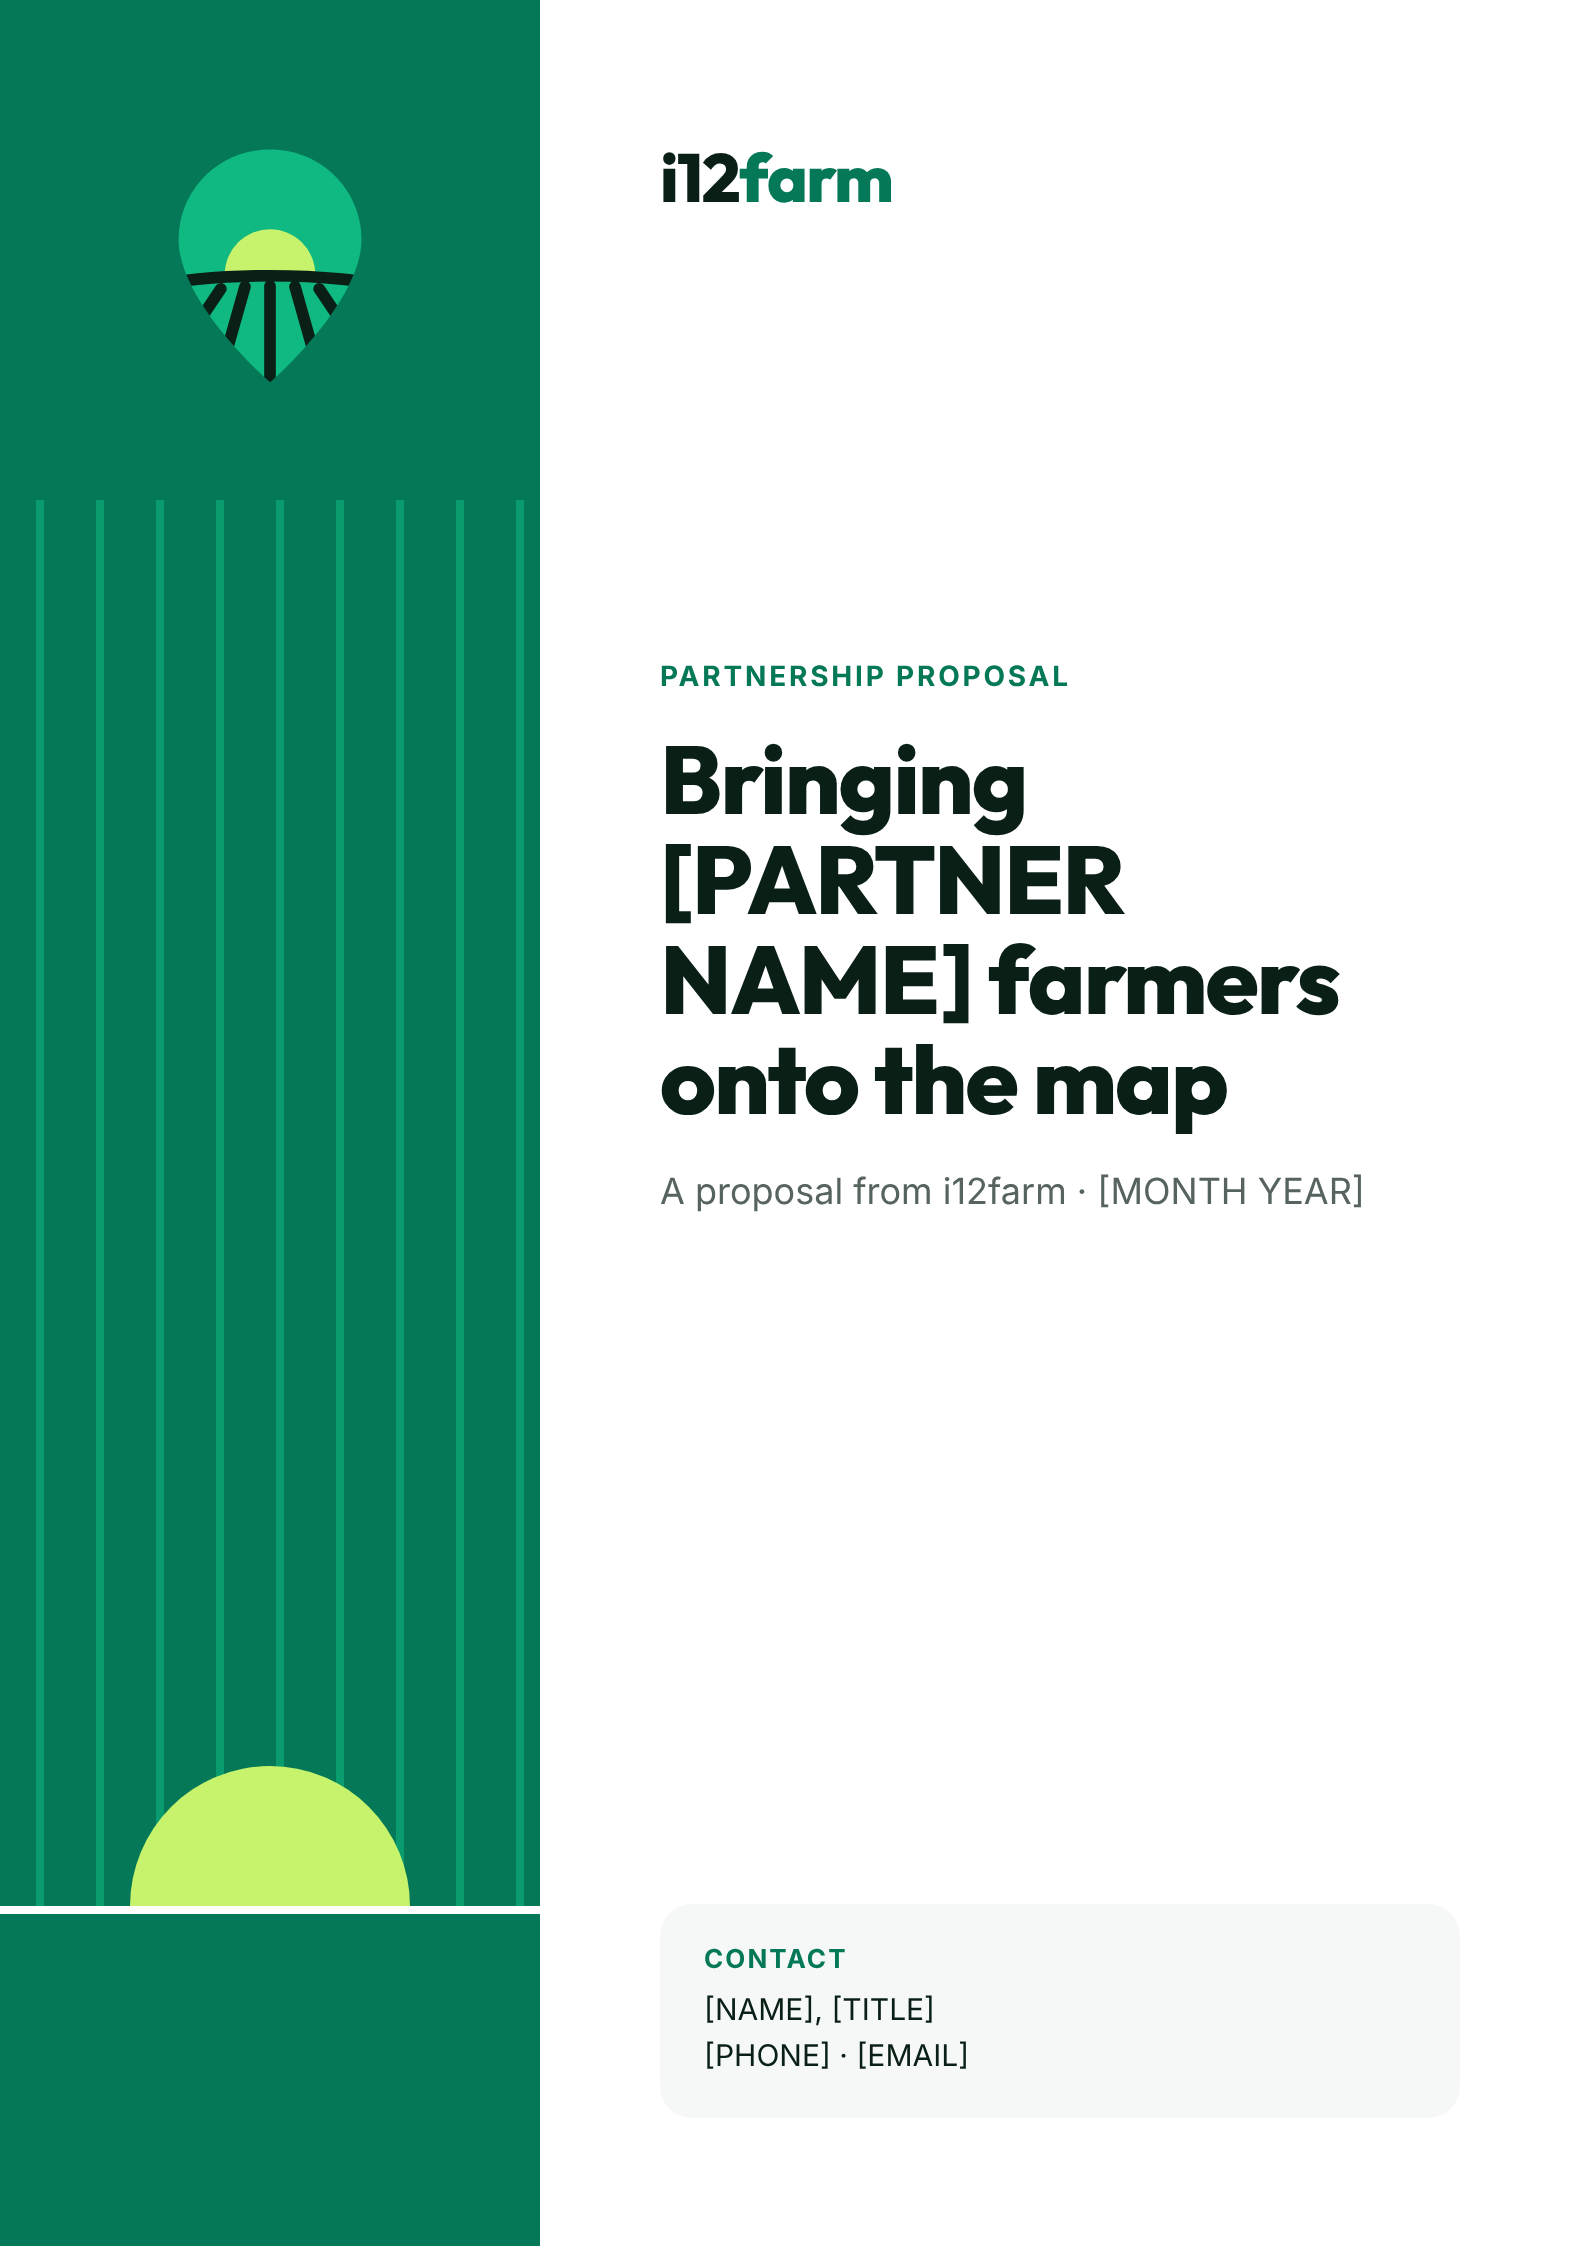 i12farm
PARTNERSHIP PROPOSAL
Bringing
[PARTNER
NAME] farmers
onto the map
A proposal from i12farm · [MONTH YEAR]
CONTACT
[NAME], [TITLE]
[PHONE] · [EMAIL]